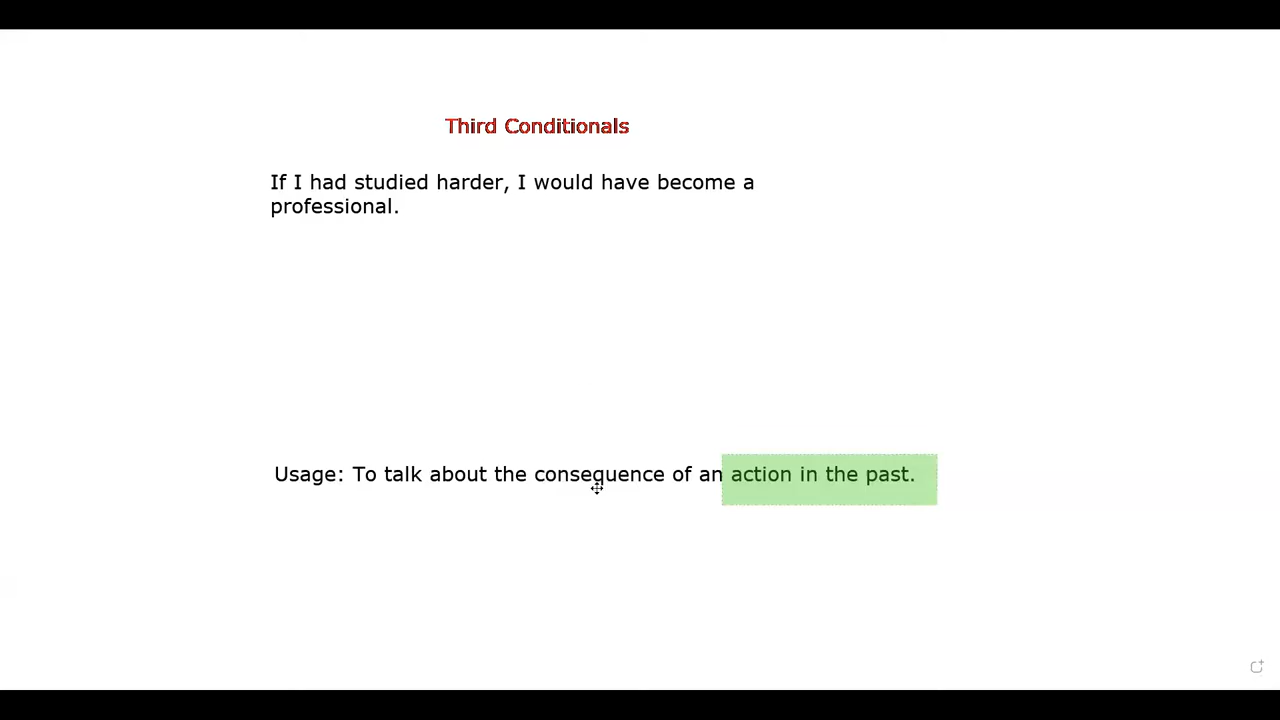 Third Conditionals
If I had studied harder, I would have become a
professional.
Usage: To talk about the consequence of an action in the past.